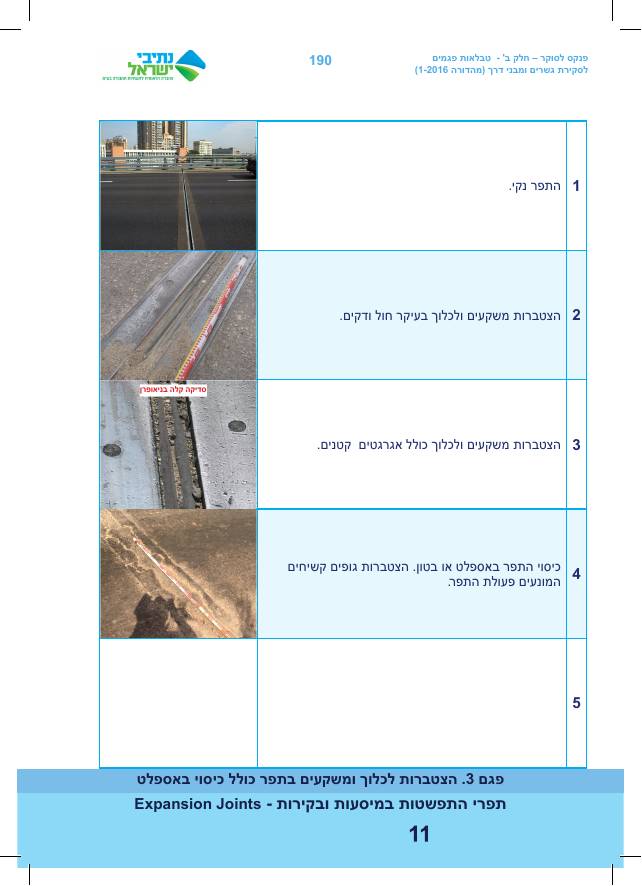 פנקס לסוקר – חלק ב' - טבלאות פגמים
לסקירת גשרים ומבני דרך (מהדורה 1-2016)
190
נתיבי
ישראל
1
התפר נקי.
2
הצטברות משקעים ולכלוך בעיקר חול ודקים.
סדיקה קלה בניאופרן
3
הצטברות משקעים ולכלוך כולל אגרגטים קטנים.
4
כיסוי התפר באספלט או בטון. הצטברות גופים קשיחים
המונעים פעולת התפר.
5
פגם 3. הצטברות לכלוך ומשקעים בתפר כולל כיסוי באספלט
תפרי התפשטות במיסעות ובקירות - Expansion Joints
11